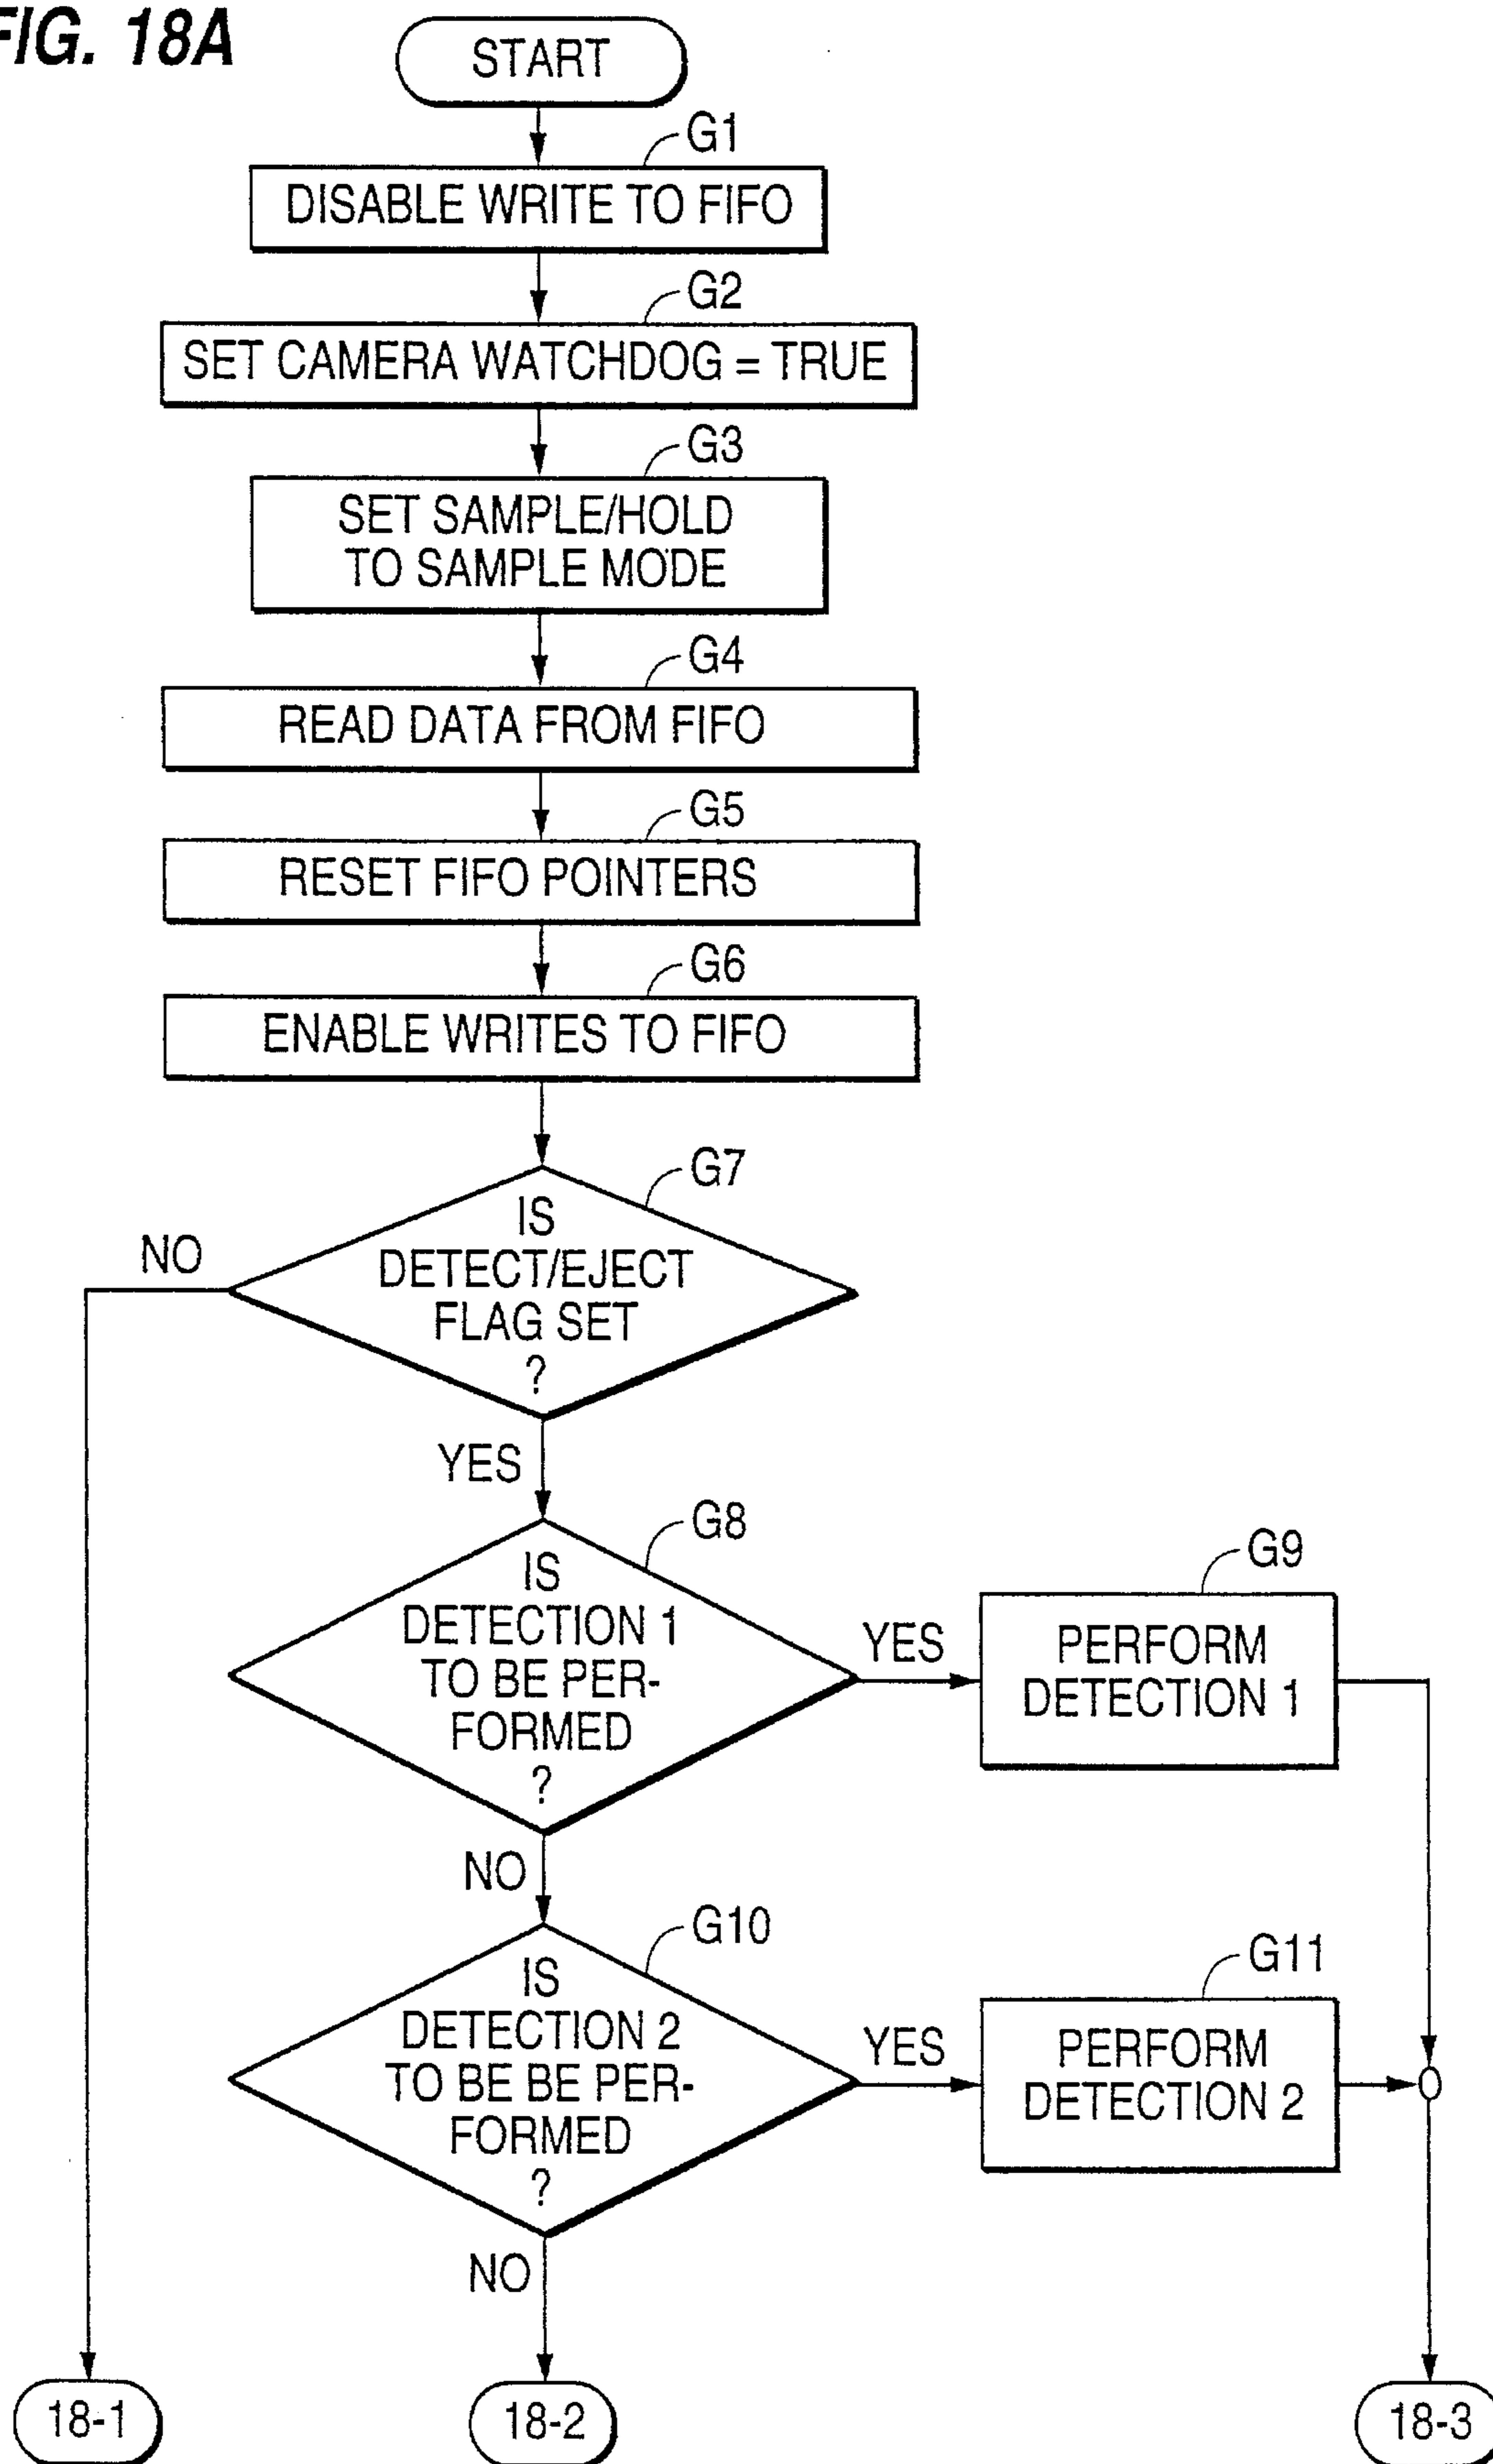 FIG. 18A
START
G1
DISABLE WRITE TO FIFO
G2
SET CAMERA WATCHDOG = TRUE
G3
SET SAMPLE/HOLD
TO SAMPLE MODE
G4
READ DATA FROM FIFO
G5
RESET FIFO POINTERS
G6
ENABLE WRITES TO FIFO
G7
IS
DETECT/EJECT
FLAG SET
?
NO
YES
G8
IS
DETECTION 1
TO BE PER-
FORMED
?
YES
G9
PERFORM
DETECTION 1
NO
G10
IS
DETECTION 2
TO BE BE PER-
FORMED
?
YES
G11
PERFORM
DETECTION 2
NO
18-1
18-2
18-3